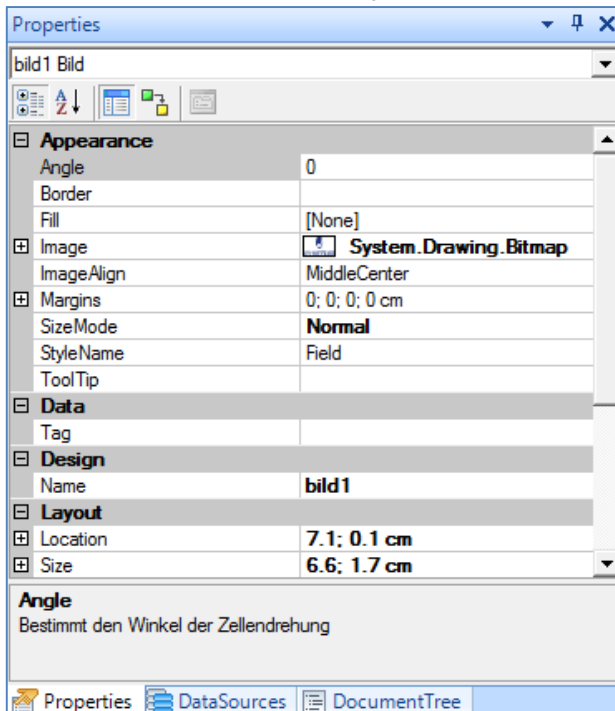 Properties
bild1 Bild
Appearance
Angle 0
Border
Fill [None]
Image System.Drawing.Bitmap
ImageAlign MiddleCenter
Margins 0; 0; 0; 0 cm
SizeMode Normal
StyleName Field
ToolTip
Data
Tag
Design
Name bild1
Layout
Location 7.1; 0.1 cm
Size 6.6; 1.7 cm
Angle
Bestimmt den Winkel der Zellendrehung
Properties DataSources DocumentTree